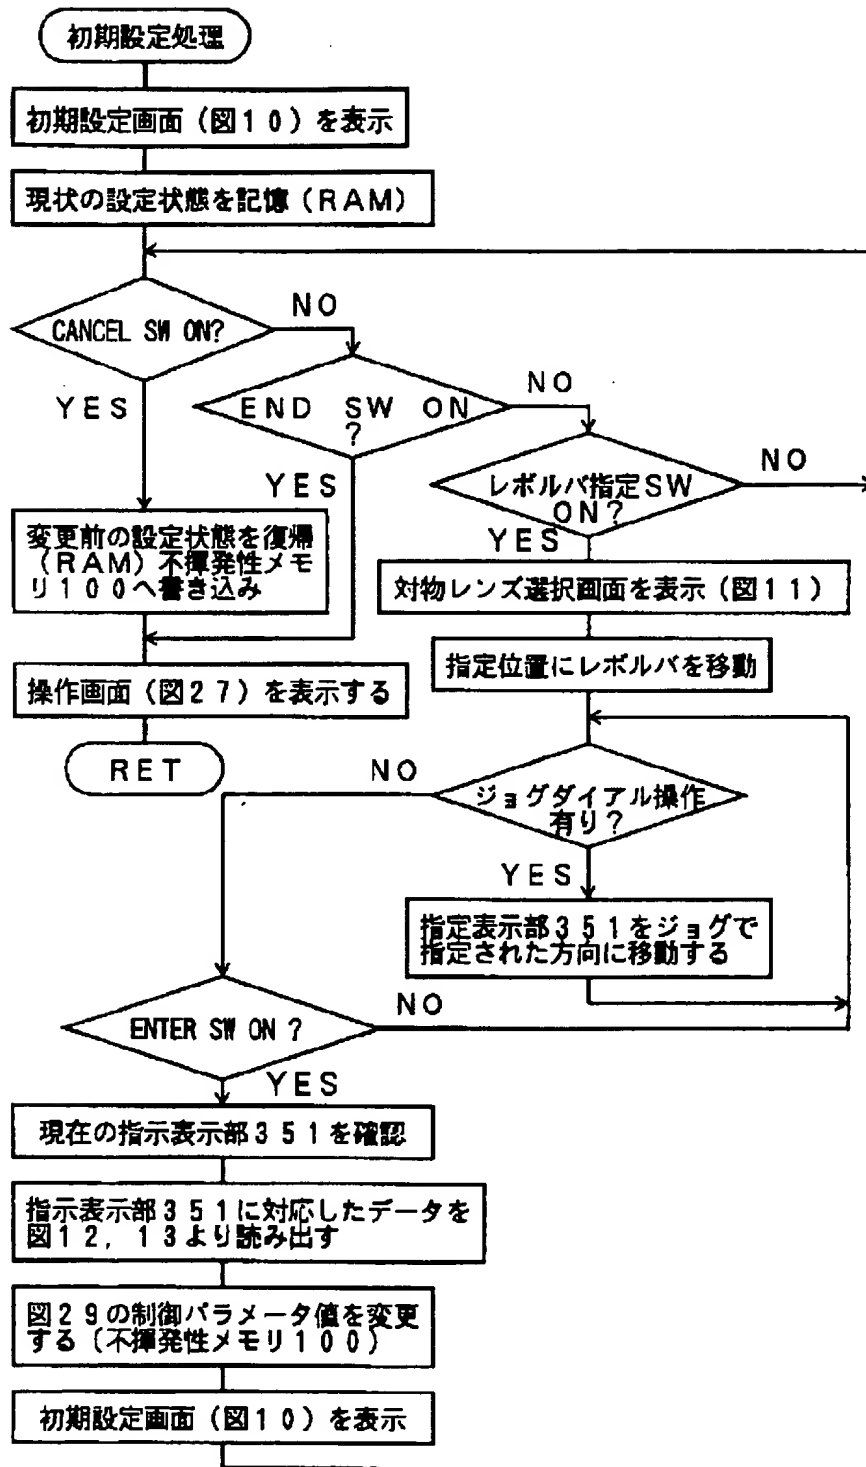 初期設定処理
初期設定画面（図１０）を表示
現状の設定状態を記憶（ＲＡＭ）
CANCEL SW ON?
ＮＯ
ＹＥＳ
ＥＮＤ ＳＷ ＯＮ
？
ＮＯ
ＹＥＳ
レボルバ指定ＳＷ
ＯＮ？
ＮＯ
ＹＥＳ
変更前の設定状態を復帰
（ＲＡＭ）不揮発性メモ
リ１００へ書き込み
対物レンズ選択画面を表示（図１１）
指定位置にレボルバを移動
操作画面（図２７）を表示する
ＲＥＴ
ＮＯ
ジョグダイアル操作
有り？
ＹＥＳ
指定表示部３５１をジョグで
指定された方向に移動する
ENTER SW ON ?
ＮＯ
ＹＥＳ
現在の指示表示部３５１を確認
指示表示部３５１に対応したデータを
図１２，１３より読み出す
図２９の制御パラメータ値を変更
する（不揮発性メモリ１００）
初期設定画面（図１０）を表示